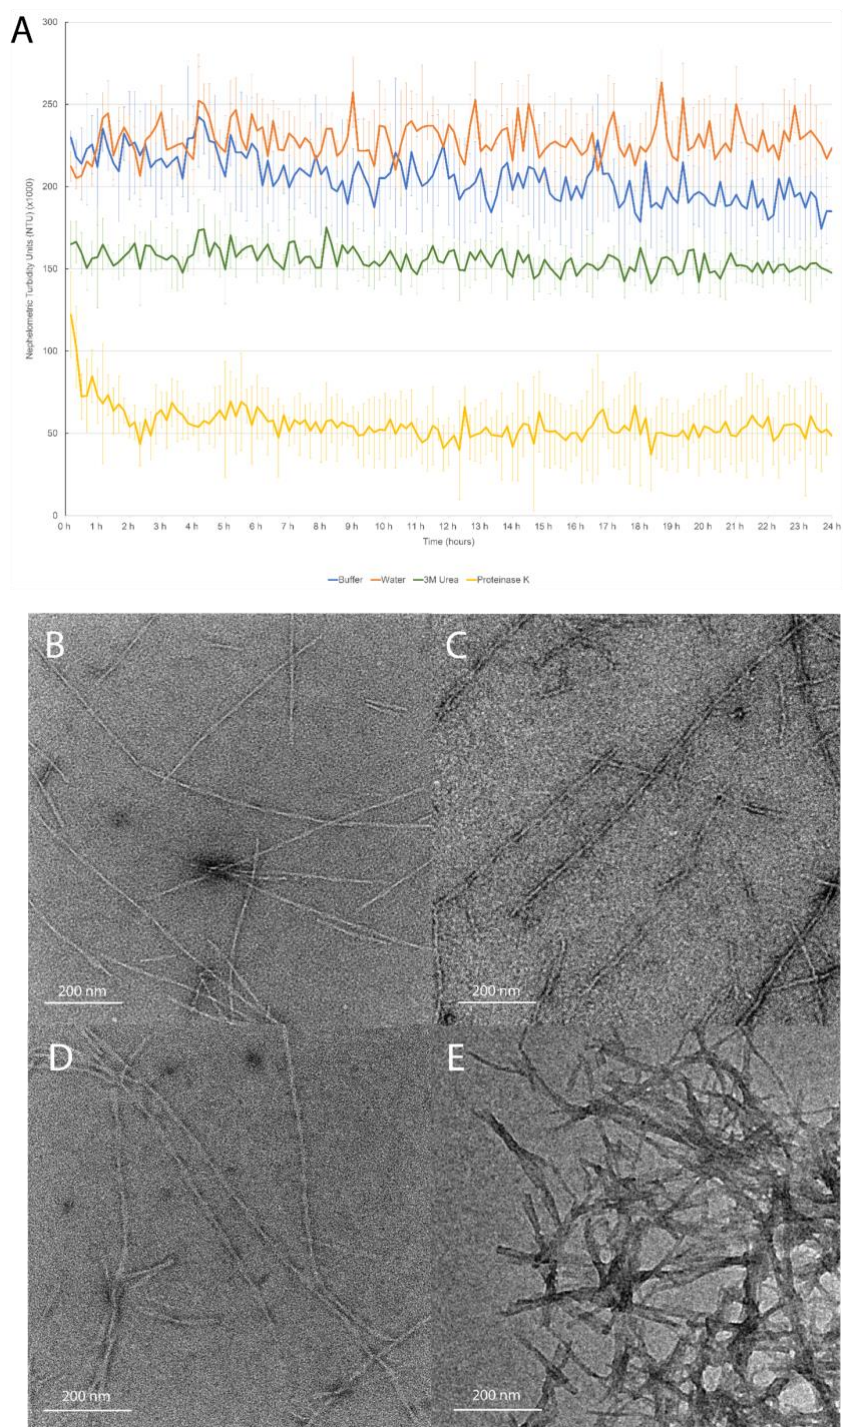 A
Nephelometric Turbidity Units (NTU) (x1000)
300
250
200
150
100
50
0
0 h 1 h 2 h 3 h 4 h 5 h 6 h 7 h 8 h 9 h 10 h 11 h 12 h 13 h 14 h 15 h 16 h 17 h 18 h 19 h 20 h 21 h 22 h 23 h 24 h
Time (hours)
Buffer Water 3M Urea Proteinase K
B
200 nm
C
200 nm
D
200 nm
E
200 nm